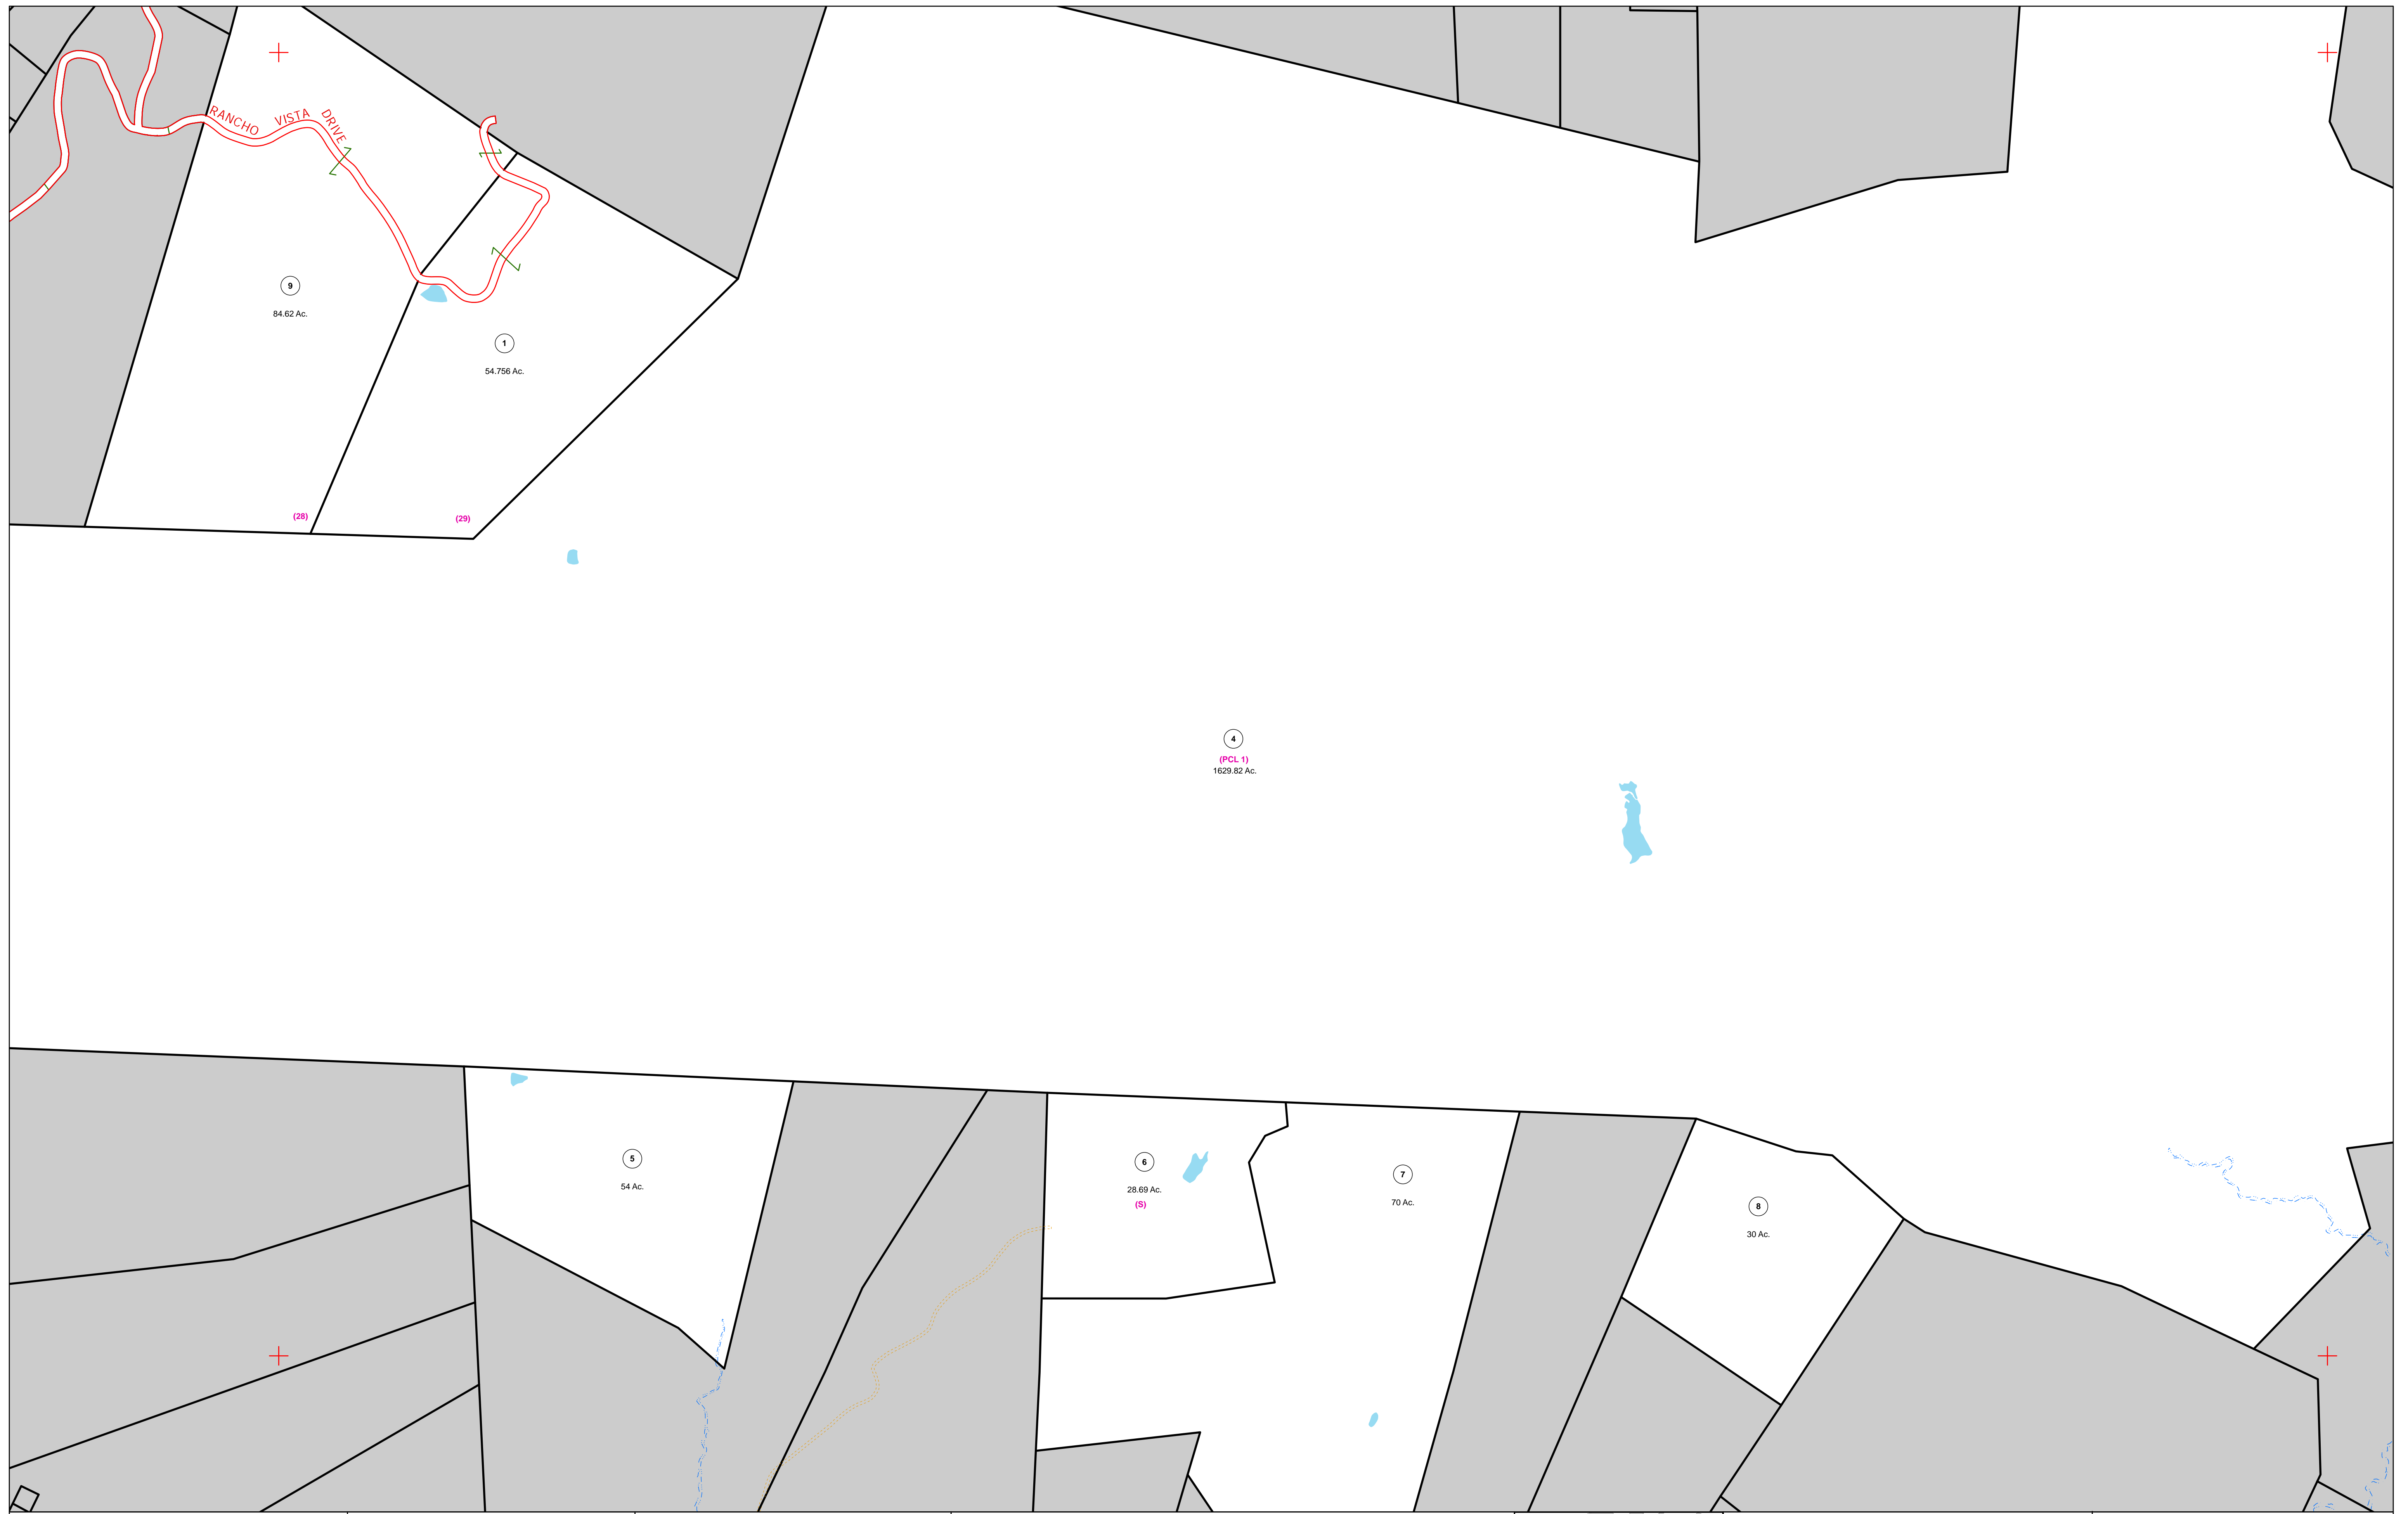 RANCHO VISTA DRIVE
9
84.62 Ac.
1
54.756 Ac.
(28)
(29)
4
(PCL 1)
1629.82 Ac.
5
54 Ac.
6
28.69 Ac.
(S)
7
70 Ac.
8
30 Ac.